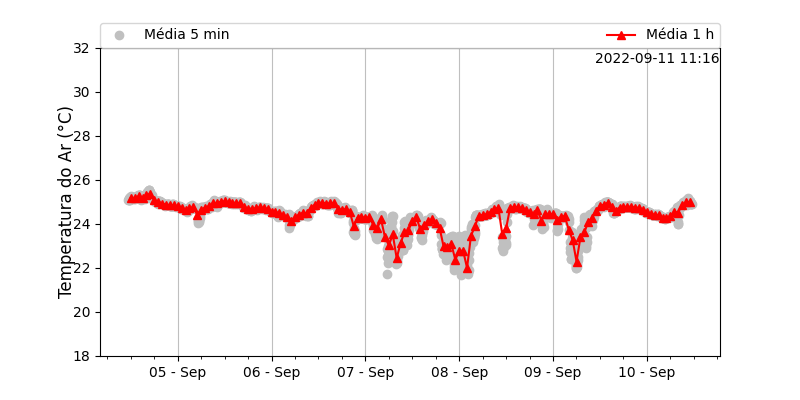 Média 5 min
Média 1 h
2022-09-11 11:16
Temperatura do Ar (°C)
32
30
28
26
24
22
20
18
05 - Sep
06 - Sep
07 - Sep
08 - Sep
09 - Sep
10 - Sep